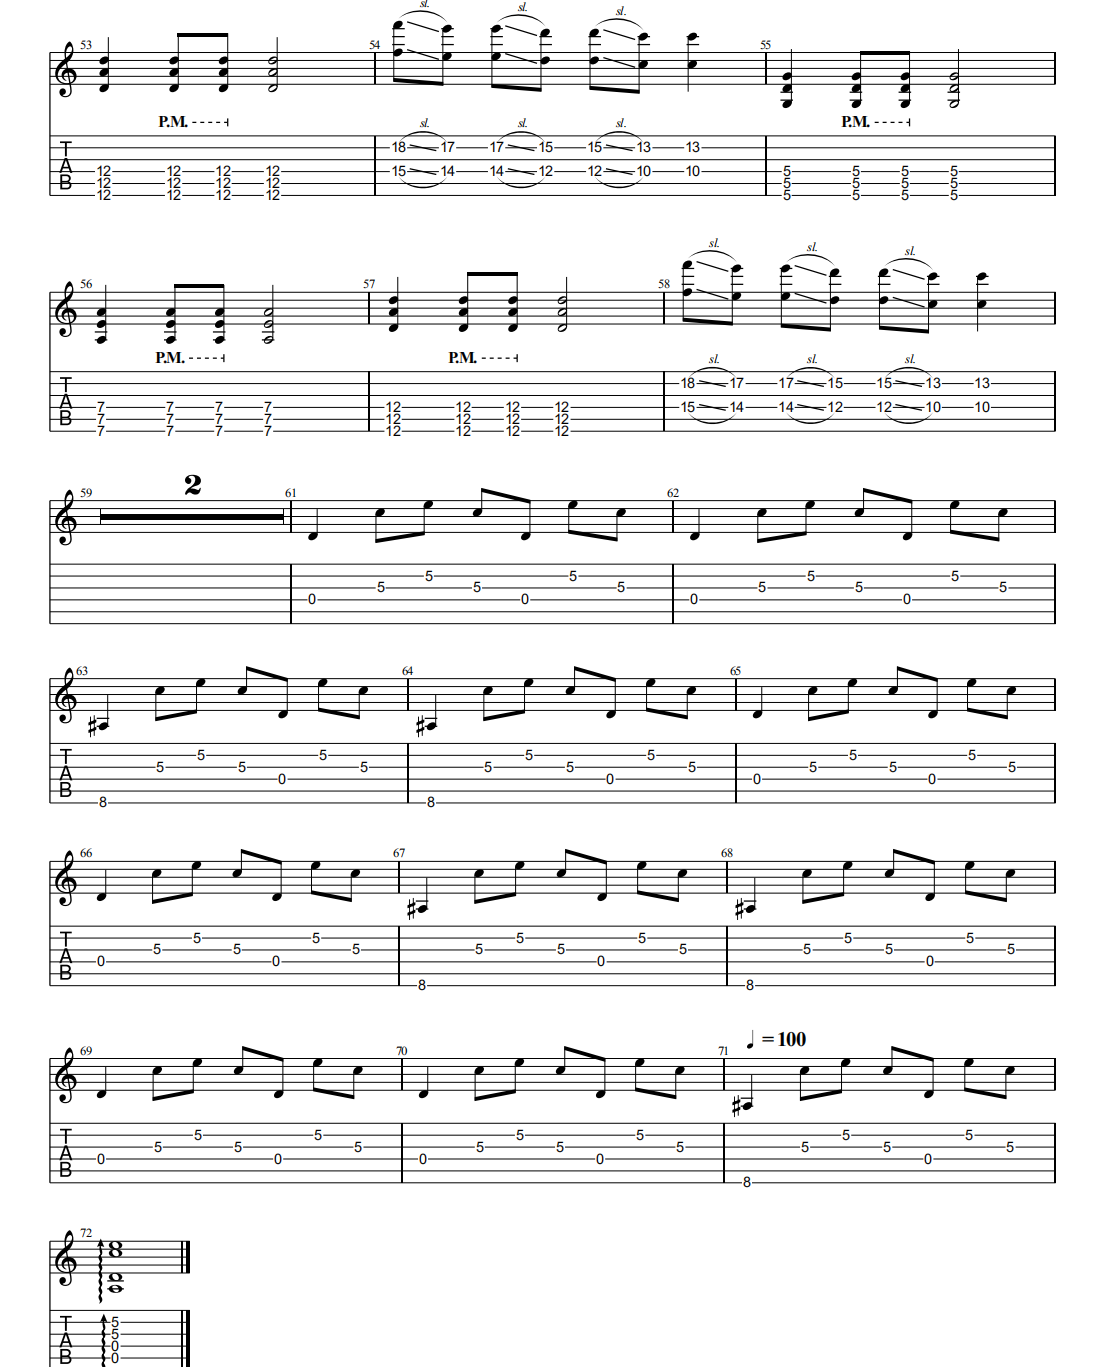 sl. sl. sl.
53 54 55
P.M. P.M.
sl. sl. sl.
T 18 17 17 15 15 13 13
A 12 12 12 12 15 14 14 12 12 10 10 5 5 5 5
B 12 12 12 12 5 5 5 5
12 12 12 12 5 5 5 5
sl. sl. sl.
56 57 58
P.M. P.M.
sl. sl. sl.
T 18 17 17 15 15 13 13
A 7 7 7 7 12 12 12 12 15 14 14 12 12 10 10
B 7 7 7 7 12 12 12 12
7 7 7 7 12 12 12 12
2
59 61 62
5 5 5 5
5 5 5 5 5 5
0 0 0 0
63 64 65
T 5 5 5 5 5 5
5 5 5 5 5 5 5 5 5
A 0 0 0 0
B
8 8
66 67 68
T 5 5 5 5 5 5
5 5 5 5 5 5 5 5 5
A 0 0 0 0
B
8 8
= 100
69 70 71
T 5 5 5 5 5 5
5 5 5 5 5 5 5 5 5
A 0 0 0 0 0
B
8
72
T 5
A 5
0
B 0